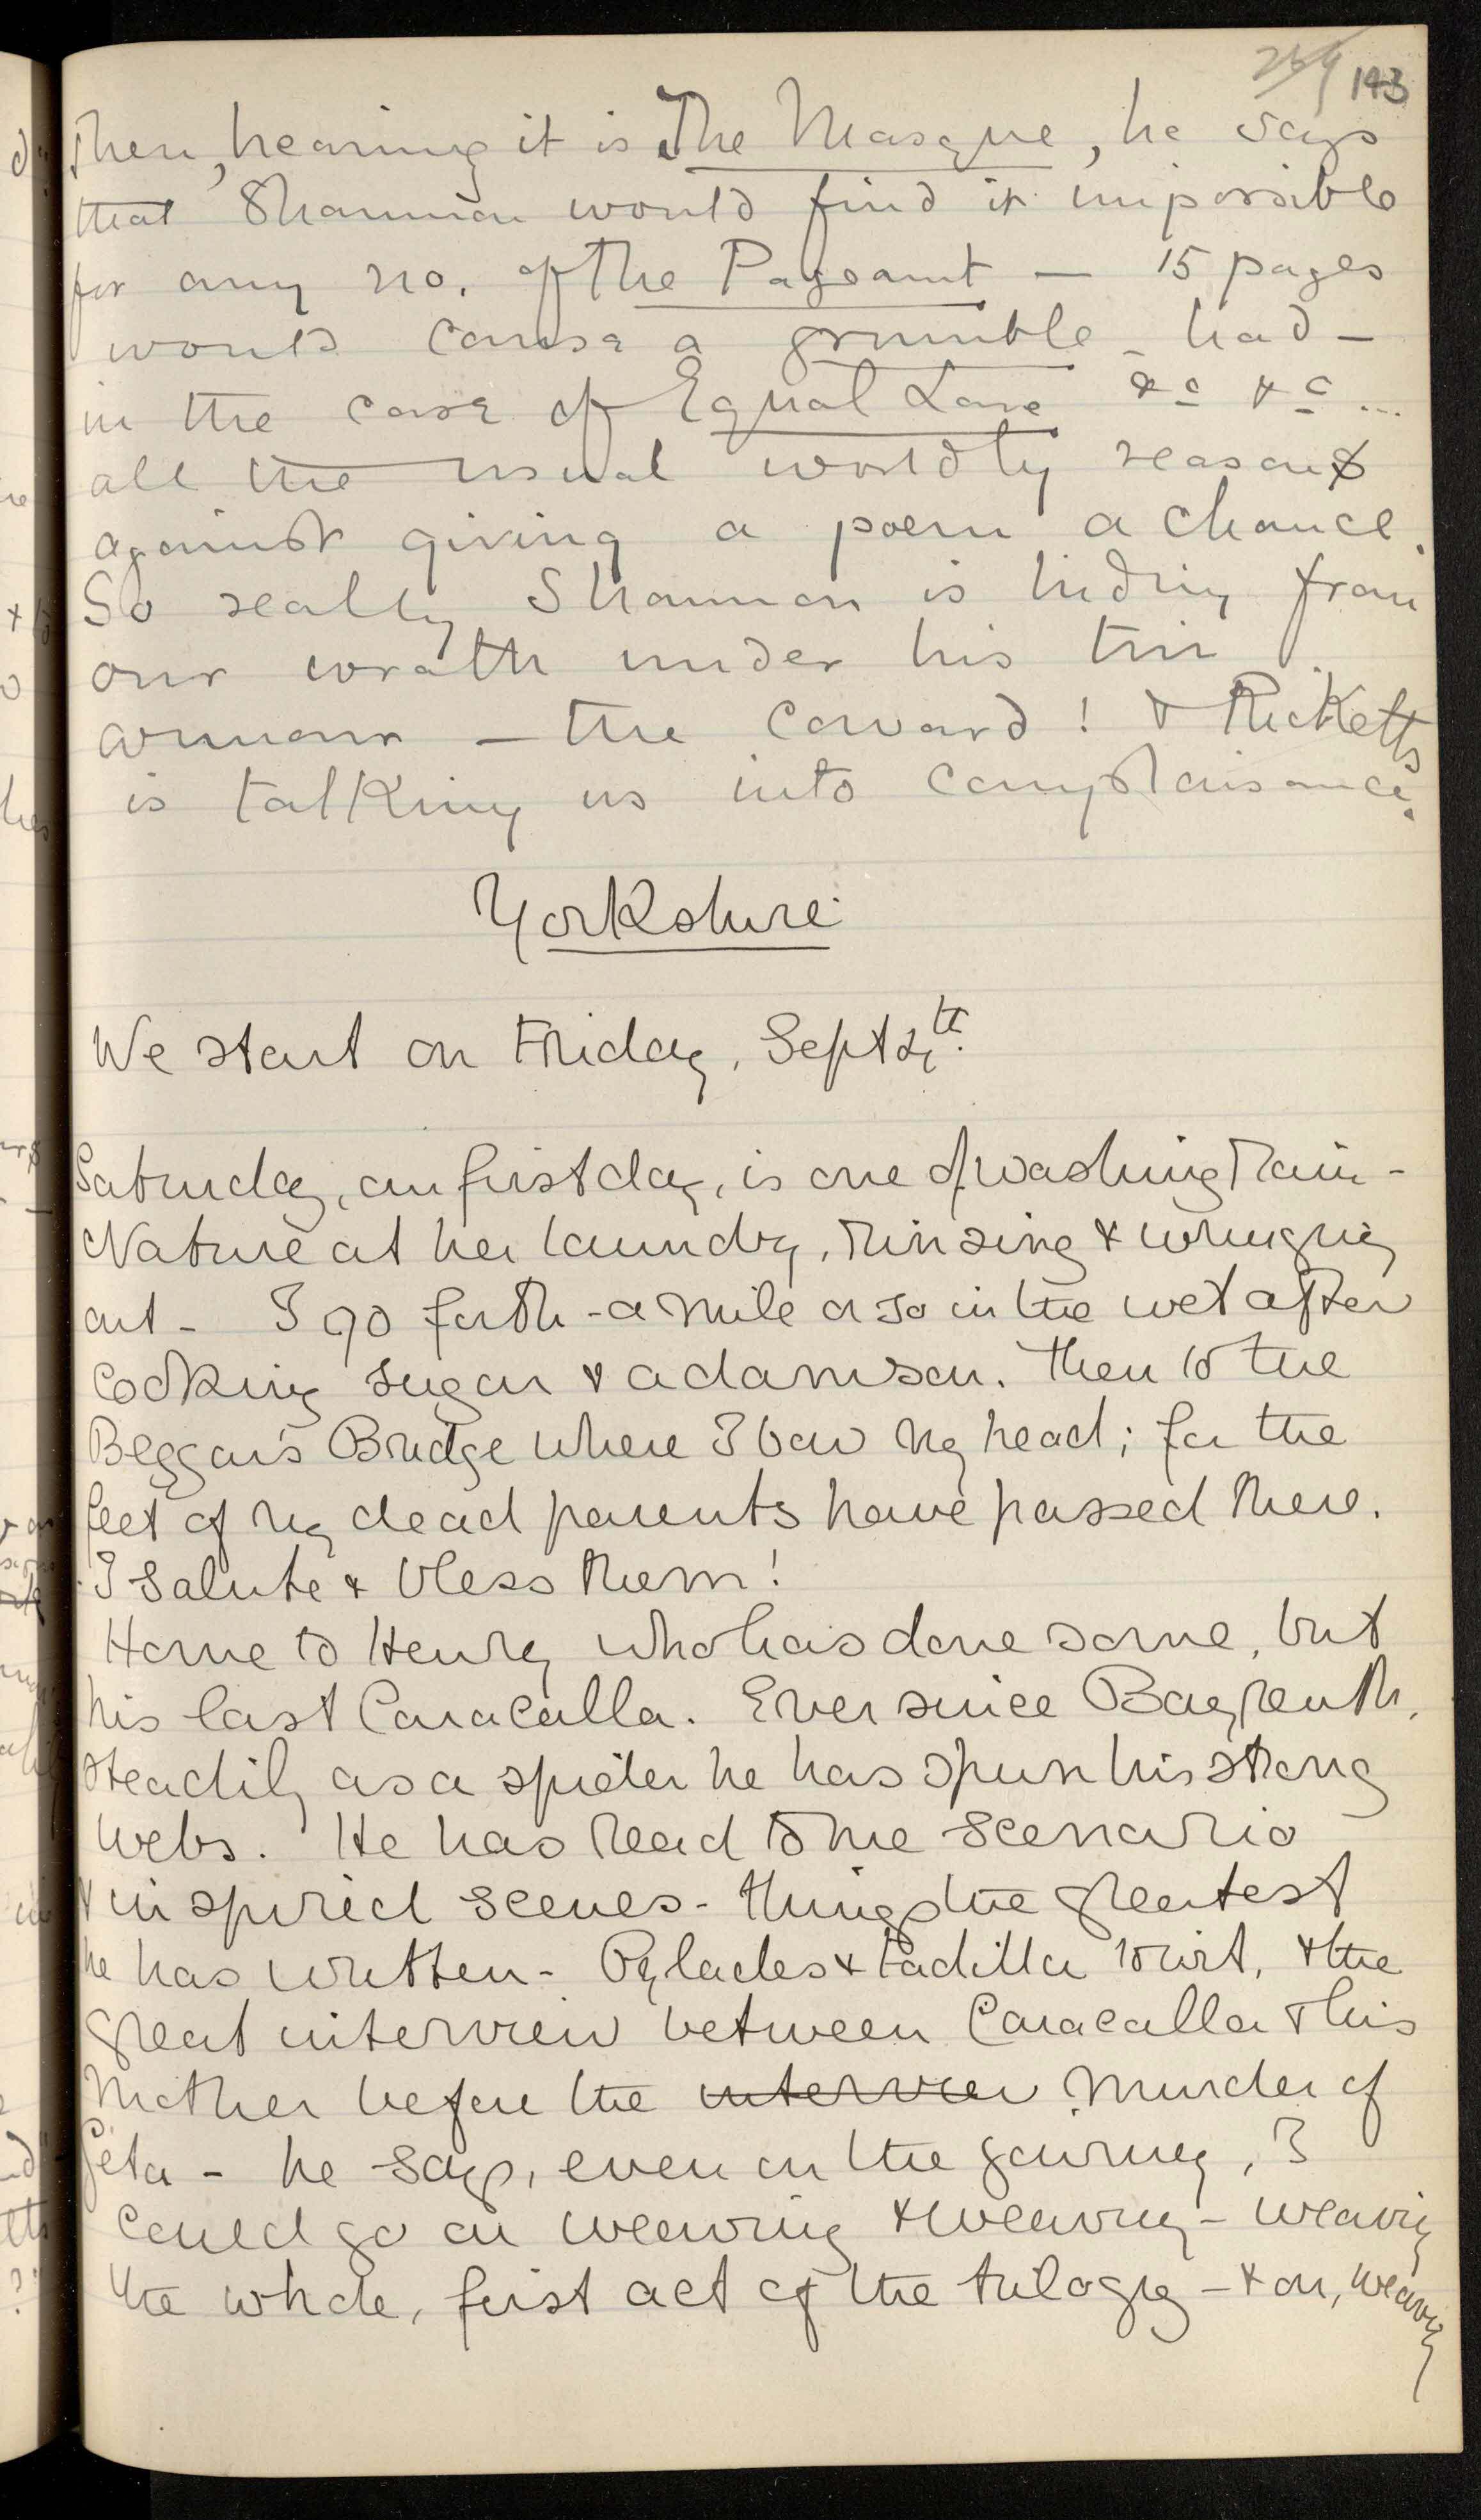 259 143
Then, hearing it is The Masque, he says
that Shannon would find it impossible
for any no. of The Pageant — 15 pages
would cause a grumble – had –
in the case of Equal Love &c &c ...
all the usual worldly reasons
against giving a poem a chance.
So really Shannon is hiding from
our wrath under his tin
armour – the coward! & Ricketts
is talking us into complaisance.
Yorkshire
We start on Friday, Sept 4th.
Saturday, our first day, is one of washing rain –
Nature at her laundry, rinsing & wringing
out – I go forth – a mile or so in the wet after
cooking sugar & a damson. Then to the
Beggar's Bridge where I bow my head; for the
feet of my dead parents have passed there.
I salute & bless them!
Home to Henry who has done some, but
his last Caracalla. Ever since Bayreuth,
steadily as a spider he has spun his strong
webs. He has read to me scenario
& inspired scenes – things the greatest
he has written – Pylades & Fadilla to wit, & the
great interview between Caracalla & his
Mother before the interview murder of
Geta – he says, even on the journey, I
could go on weaving & weaving – weaving
the whole, first act of the trilogy – & on, weaving